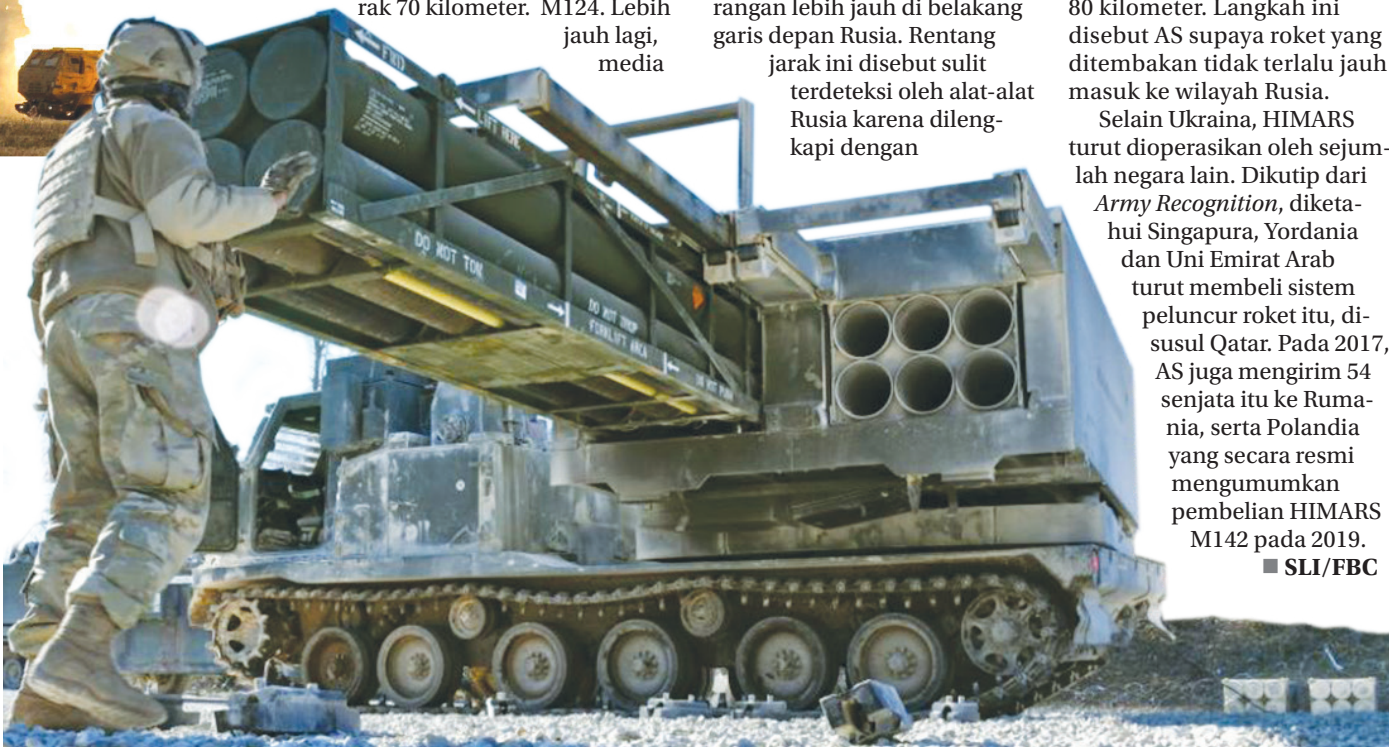 rak 70 kilometer. M124. Lebih
jauh lagi,
media
rangan lebih jauh di belakang
garis depan Rusia. Rentang
jarak ini disebut sulit
terdeteksi oleh alat-alat
Rusia karena dileng-
kapi dengan
80 kilometer. Langkah ini
disebut AS supaya roket yang
ditembakan tidak terlalu jauh
masuk ke wilayah Rusia.
Selain Ukraina, HIMARS
turut dioperasikan oleh sejum-
lah negara lain. Dikutip dari
Army Recognition, diketa-
hui Singapura, Yordania
dan Uni Emirat Arab
turut membeli sistem
peluncur roket itu, di-
susul Qatar. Pada 2017,
AS juga mengirim 54
senjata itu ke Ruma-
nia, serta Polandia
yang secara resmi
mengumumkan
pembelian HIMARS
M142 pada 2019.
■ SLI/FBC
LIFT HERE
DO NOT TOW
DO NOT DROP
FORKLIFT AREA